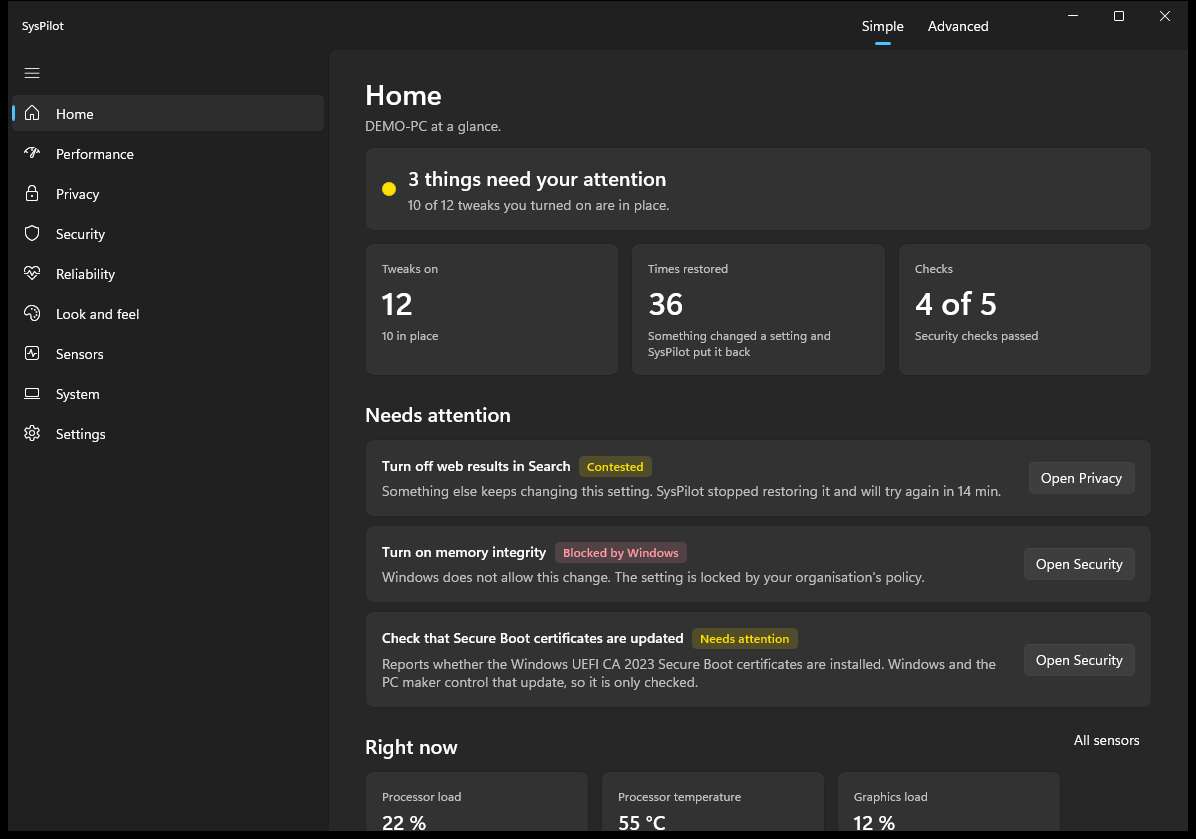 SysPilot
Simple
Advanced
Home
Performance
Privacy
Security
Reliability
Look and feel
Sensors
System
Settings
Home
DEMO-PC at a glance.
3 things need your attention
10 of 12 tweaks you turned on are in place.
Tweaks on
12
10 in place
Times restored
36
Something changed a setting and
SysPilot put it back
Checks
4 of 5
Security checks passed
Needs attention
Turn off web results in Search Contested
Something else keeps changing this setting. SysPilot stopped restoring it and will try again in 14 min.
Open Privacy
Turn on memory integrity Blocked by Windows
Windows does not allow this change. The setting is locked by your organisation's policy.
Open Security
Check that Secure Boot certificates are updated Needs attention
Reports whether the Windows UEFI CA 2023 Secure Boot certificates are installed. Windows and the
PC maker control that update, so it is only checked.
Open Security
Right now
All sensors
Processor load
22 %
Processor temperature
55 °C
Graphics load
12 %